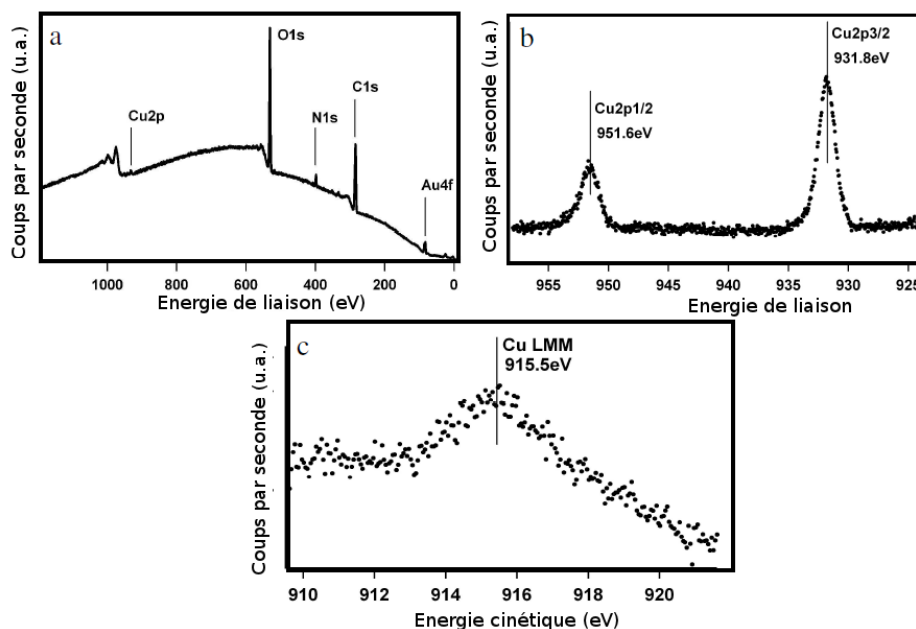 a
Coups par seconde (u.a.)
O1s
C1s
N1s
Cu2p
Au4f
1000 800 600 400 200 0
Energie de liaison (eV)
b
Coups par seconde (u.a.)
Cu2p3/2
931.8eV
Cu2p1/2
951.6eV
955 950 945 940 935 930 925
Energie de liaison
c
Coups par seconde (u.a.)
Cu LMM
915.5eV
910 912 914 916 918 920
Energie cinétique (eV)